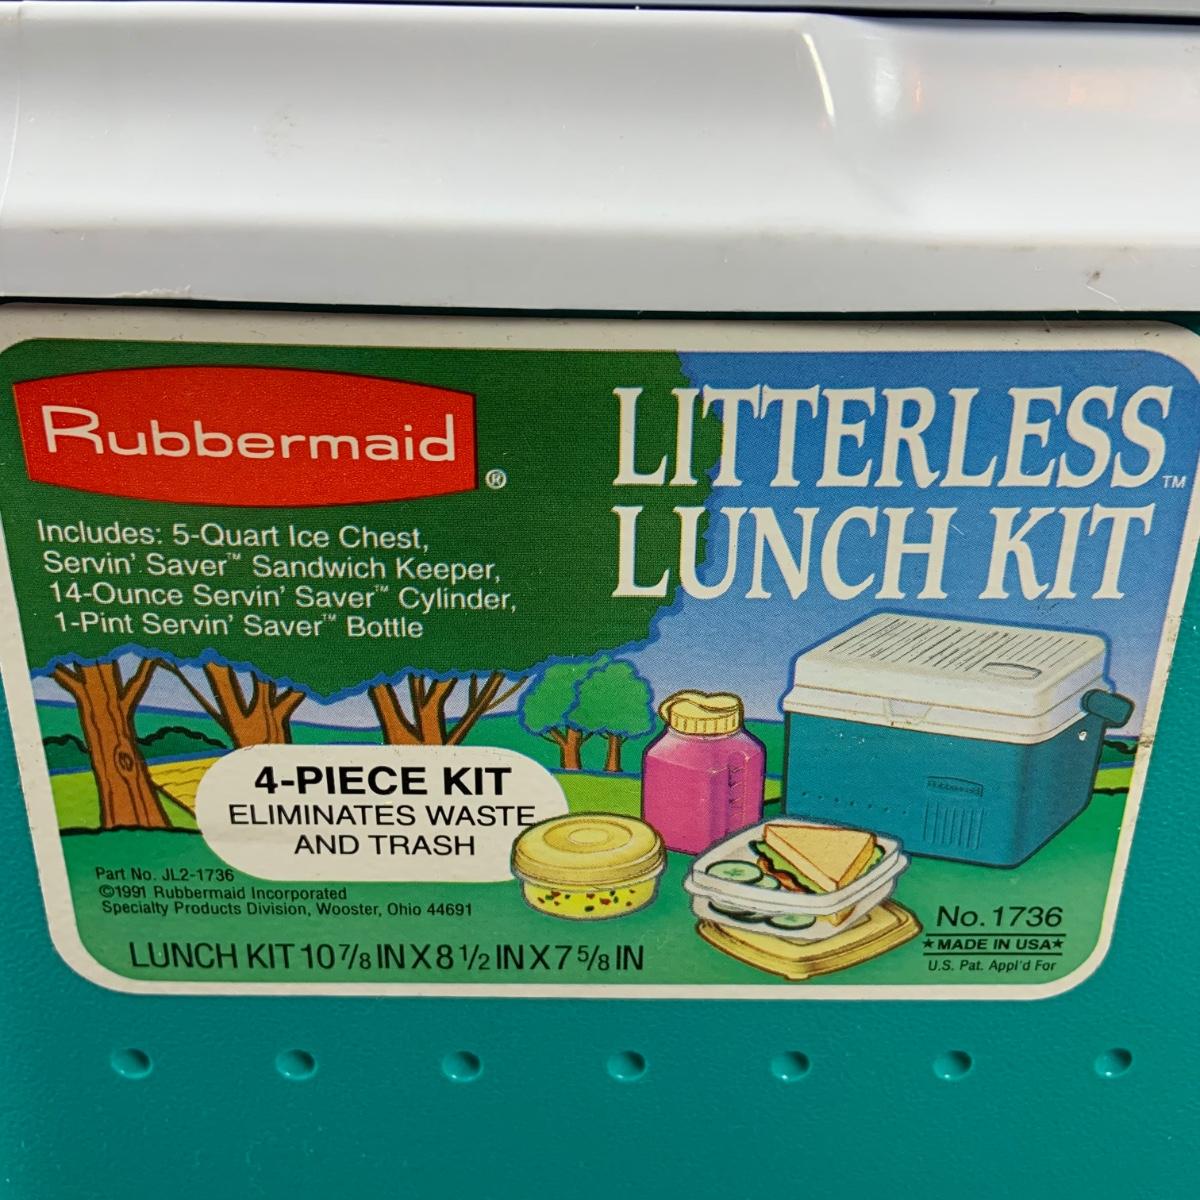 Rubbermaid®
LITTERLESS™
LUNCH KIT
Includes: 5-Quart Ice Chest,
Servin' Saver™ Sandwich Keeper,
14-Ounce Servin' Saver™ Cylinder,
1-Pint Servin' Saver™ Bottle
Rubbermaid
4-PIECE KIT
ELIMINATES WASTE
AND TRASH
Part No. JL2-1736
©1991 Rubbermaid Incorporated
Specialty Products Division, Wooster, Ohio 44691
LUNCH KIT 10 7/8 IN X 8 1/2 IN X 7 5/8 IN
No. 1736
★MADE IN USA★
U.S. Pat. Appl'd For